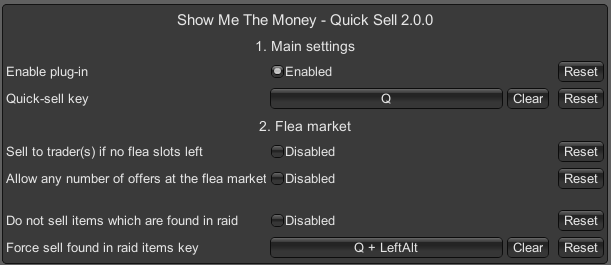 Show Me The Money - Quick Sell 2.0.0
1. Main settings
Enable plug-in Enabled Reset
Quick-sell key Q Clear Reset
2. Flea market
Sell to trader(s) if no flea slots left Disabled Reset
Allow any number of offers at the flea market Disabled Reset
Do not sell items which are found in raid Disabled Reset
Force sell found in raid items key Q + LeftAlt Clear Reset